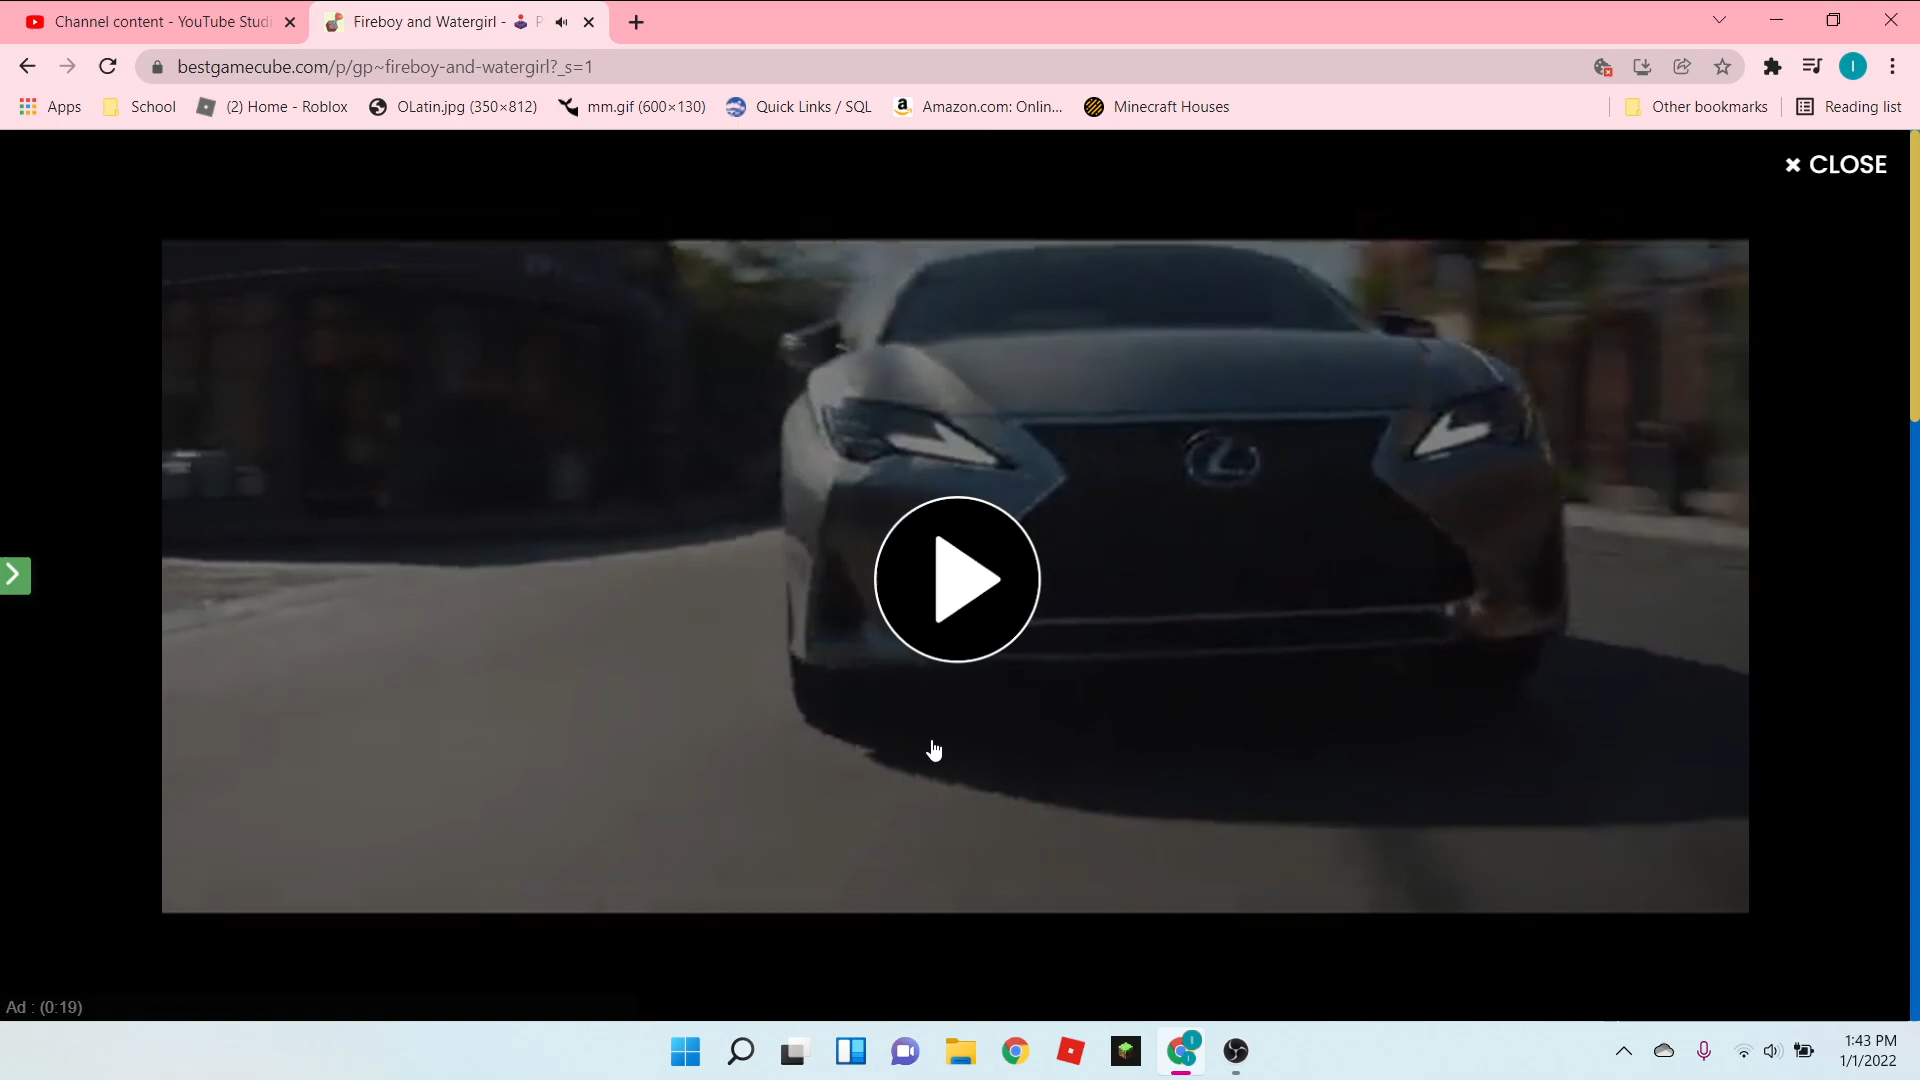 Channel content - YouTube Studi
Fireboy and Watergirl - P
bestgamecube.com/p/gp~fireboy-and-watergirl?_s=1
I
Apps
School
(2) Home - Roblox
OLatin.jpg (350×812)
mm.gif (600×130)
Quick Links / SQL
Amazon.com: Onlin...
Minecraft Houses
Other bookmarks
Reading list
× CLOSE
Ad : (0:19)
1:43 PM
1/1/2022